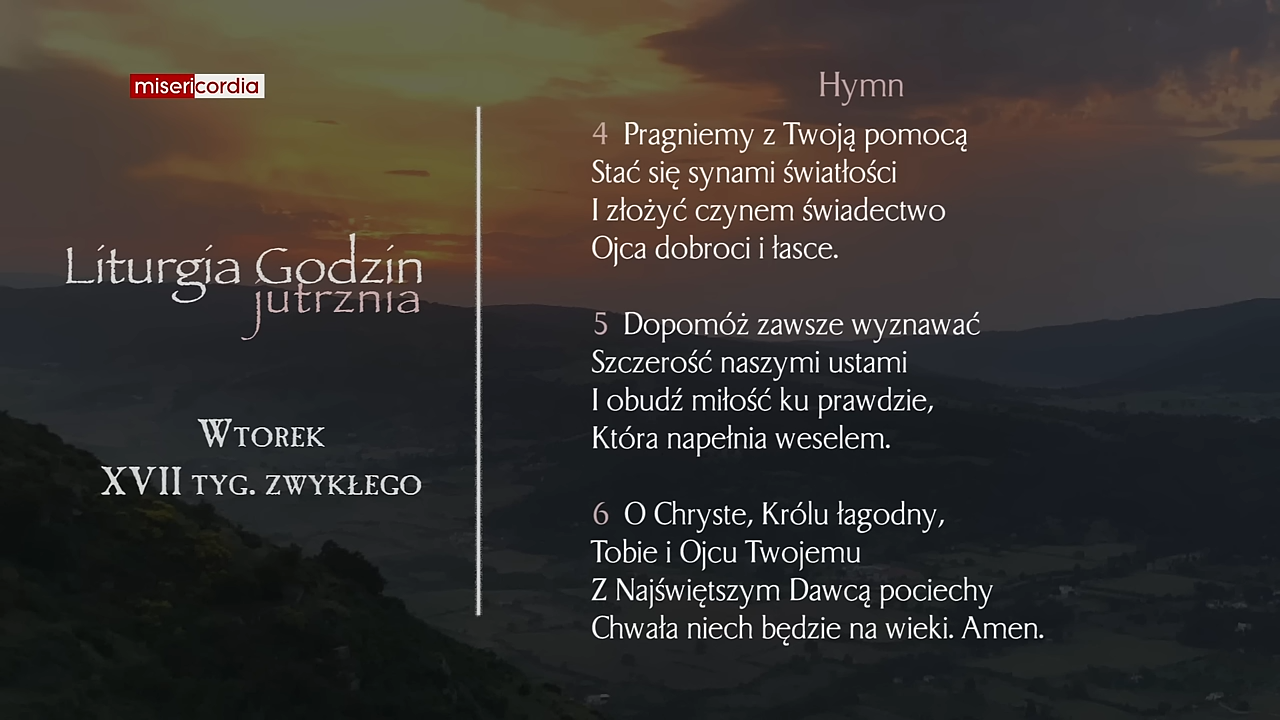 misericordia
Liturgia Godzin
jutrznia
Wtorek
XVII tyg. zwykłego
Hymn
4 Pragniemy z Twoją pomocą
Stać się synami światłości
I złożyć czynem świadectwo
Ojca dobroci i łasce.
5 Dopomóż zawsze wyznawać
Szczerość naszymi ustami
I obudź miłość ku prawdzie,
Która napełnia weselem.
6 O Chryste, Królu łagodny,
Tobie i Ojcu Twojemu
Z Najświętszym Dawcą pociechy
Chwała niech będzie na wieki. Amen.